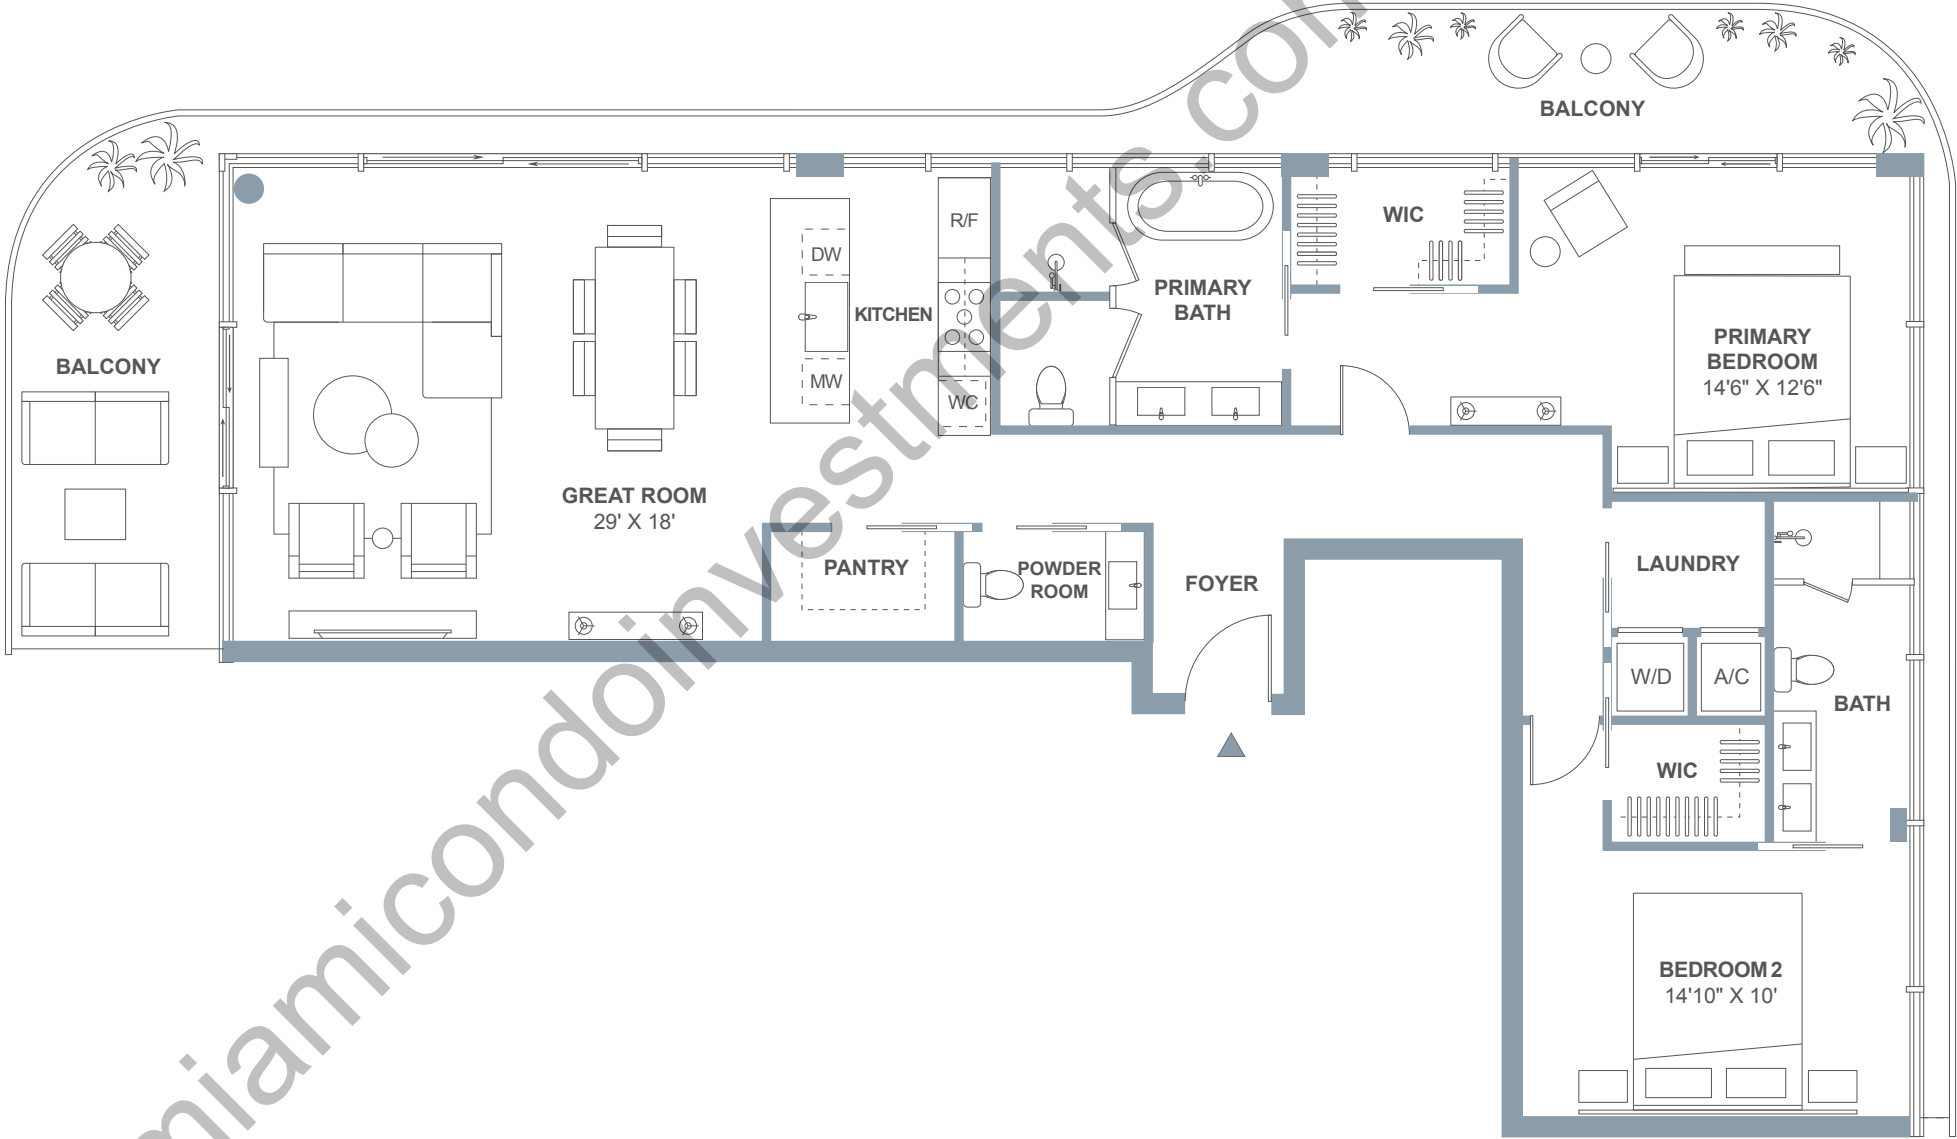 BALCONY
R/F
WIC
DW
PRIMARY
BATH
KITCHEN
PRIMARY
BEDROOM
14'6" X 12'6"
BALCONY
MW
WC
GREAT ROOM
29' X 18'
PANTRY
POWDER
ROOM
FOYER
LAUNDRY
W/D
A/C
BATH
WIC
BEDROOM 2
14'10" X 10'
miamicondoinvestments.com